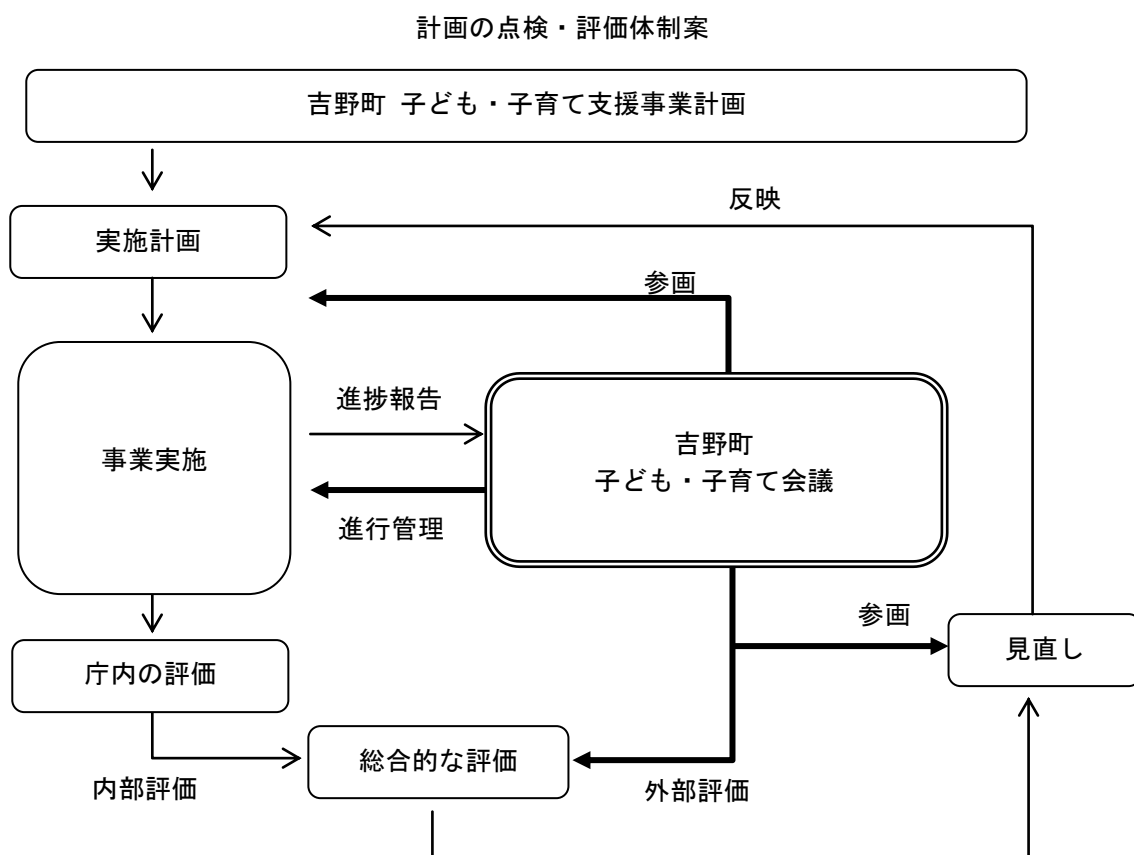 計画の点検・評価体制案
吉野町 子ども・子育て支援事業計画
反映
実施計画
参画
進捗報告
吉野町
子ども・子育て会議
事業実施
進行管理
参画
見直し
庁内の評価
総合的な評価
内部評価
外部評価